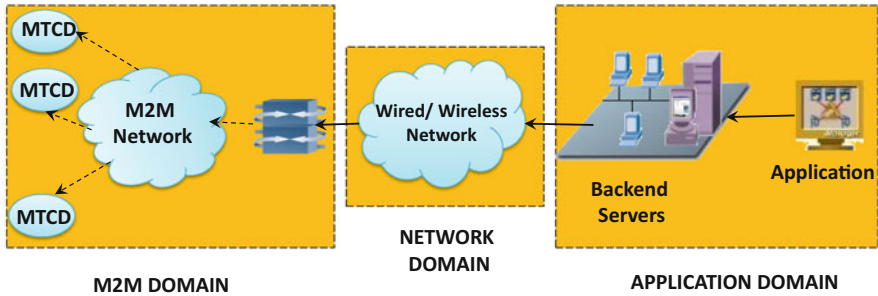 MTCD
MTCD
M2M
Network
MTCD
Wired/ Wireless
Network
Backend
Servers
Application
M2M DOMAIN
NETWORK
DOMAIN
APPLICATION DOMAIN